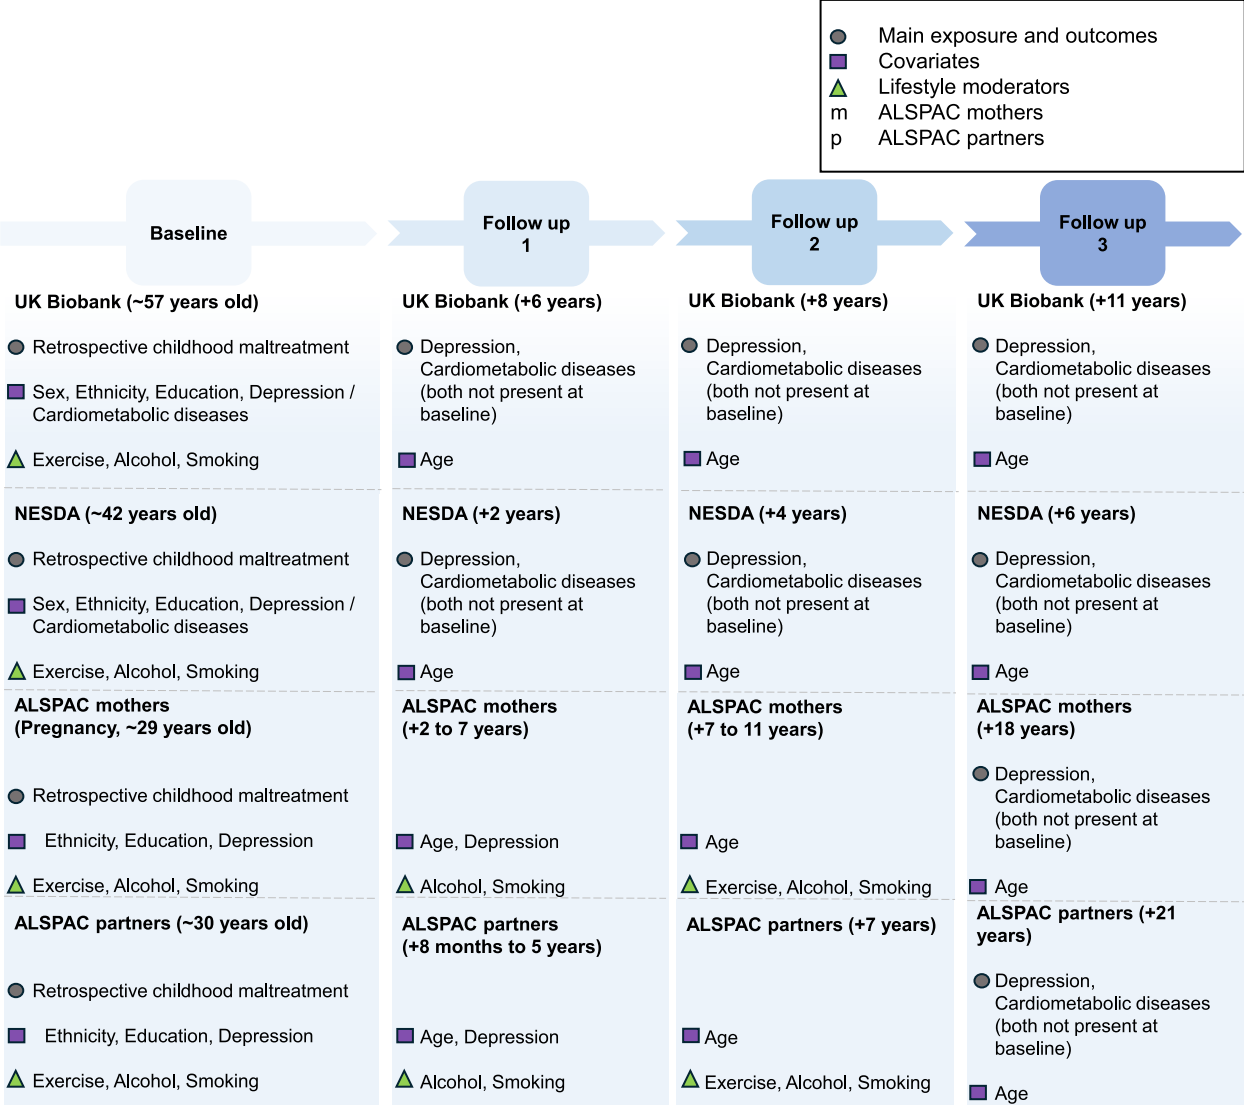 Main exposure and outcomes
Covariates
Lifestyle moderators
m ALSPAC mothers
p ALSPAC partners
Baseline
Follow up
1
Follow up
2
Follow up
3
UK Biobank (~57 years old)
Retrospective childhood maltreatment
Sex, Ethnicity, Education, Depression /
Cardiometabolic diseases
Exercise, Alcohol, Smoking
UK Biobank (+6 years)
Depression,
Cardiometabolic diseases
(both not present at
baseline)
Age
UK Biobank (+8 years)
Depression,
Cardiometabolic diseases
(both not present at
baseline)
Age
UK Biobank (+11 years)
Depression,
Cardiometabolic diseases
(both not present at
baseline)
Age
NESDA (~42 years old)
Retrospective childhood maltreatment
Sex, Ethnicity, Education, Depression /
Cardiometabolic diseases
Exercise, Alcohol, Smoking
NESDA (+2 years)
Depression,
Cardiometabolic diseases
(both not present at
baseline)
Age
NESDA (+4 years)
Depression,
Cardiometabolic diseases
(both not present at
baseline)
Age
NESDA (+6 years)
Depression,
Cardiometabolic diseases
(both not present at
baseline)
Age
ALSPAC mothers
(Pregnancy, ~29 years old)
Retrospective childhood maltreatment
Ethnicity, Education, Depression
Exercise, Alcohol, Smoking
ALSPAC mothers
(+2 to 7 years)
Age, Depression
Alcohol, Smoking
ALSPAC mothers
(+7 to 11 years)
Age
Exercise, Alcohol, Smoking
ALSPAC mothers
(+18 years)
Depression,
Cardiometabolic diseases
(both not present at
baseline)
Age
ALSPAC partners (~30 years old)
Retrospective childhood maltreatment
Ethnicity, Education, Depression
Exercise, Alcohol, Smoking
ALSPAC partners
(+8 months to 5 years)
Age, Depression
Alcohol, Smoking
ALSPAC partners (+7 years)
Age
Exercise, Alcohol, Smoking
ALSPAC partners (+21
years)
Depression,
Cardiometabolic diseases
(both not present at
baseline)
Age